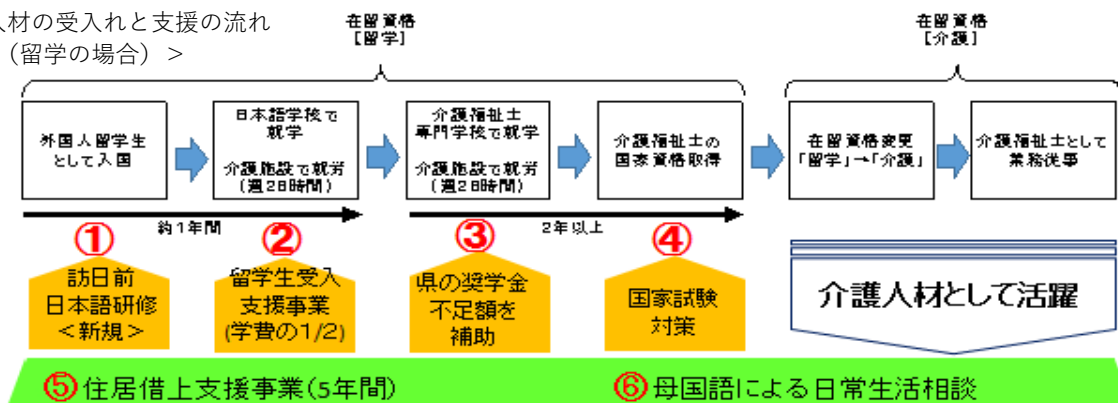 人材の受入れと支援の流れ
(留学の場合) >
在留資格
[留学]
在留資格
[介護]
外国人留学生
として入国
日本語学校で
就学
介護施設で就労
(週28時間)
介護福祉士
専門学校で就学
介護施設で就労
(週28時間)
介護福祉士の
国家資格取得
在留資格変更
「留学」→「介護」
介護福祉士として
業務従事
約1年間
2年以上
①
訪日前
日本語研修
<新規>
②
留学生受入
支援事業
(学費の1/2)
③
県の奨学金
不足額を
補助
④
国家試験
対策
介護人材として活躍
⑤住居借上支援事業(5年間)
⑥母国語による日常生活相談